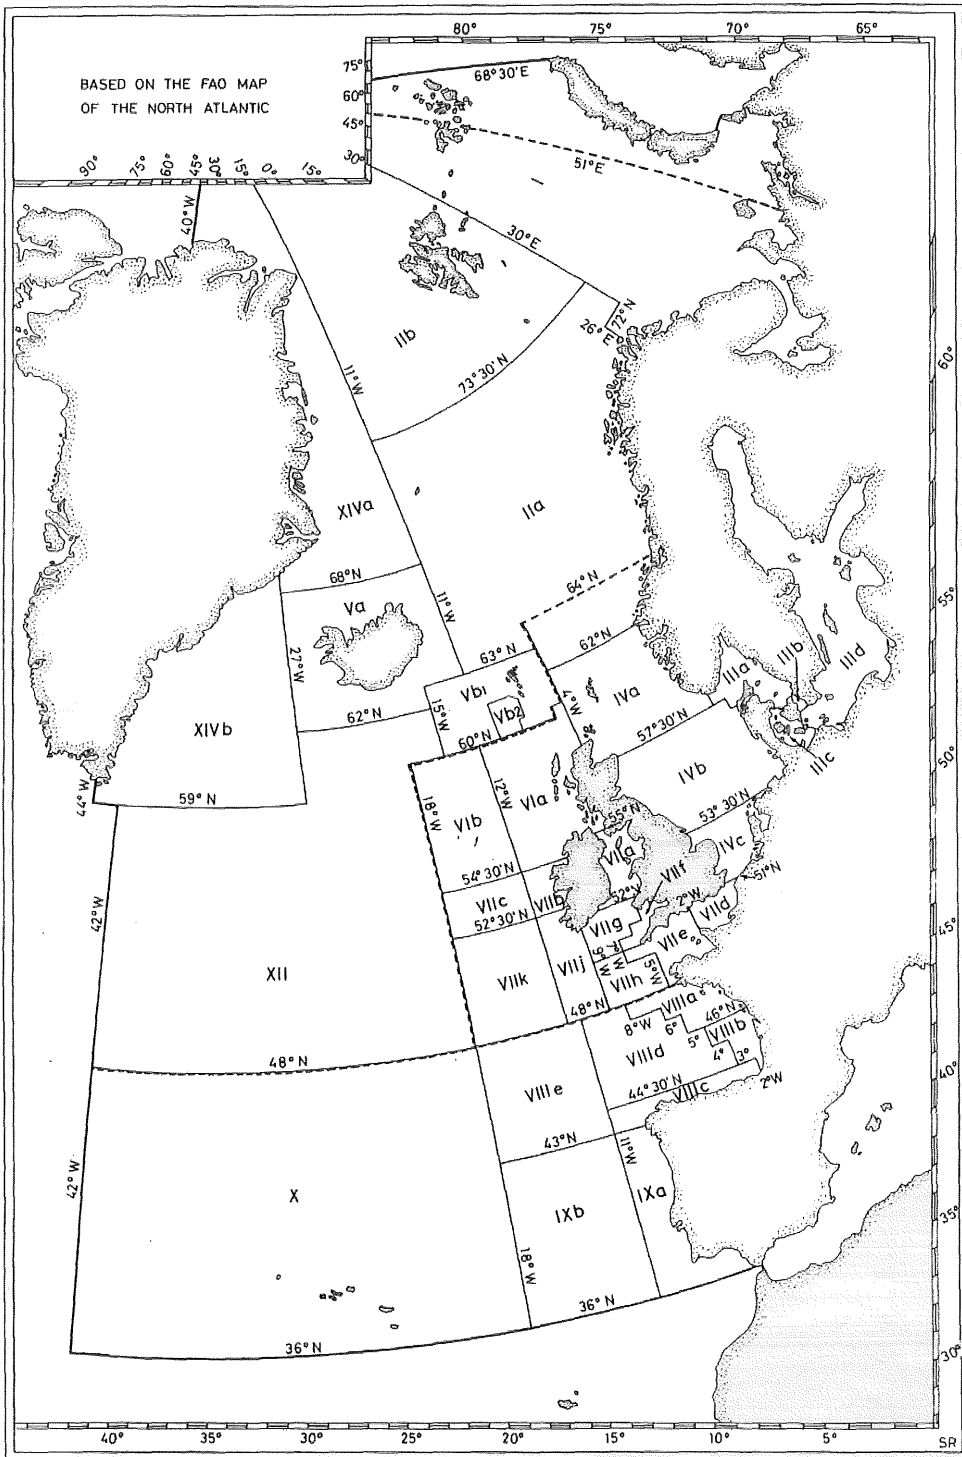 80°
75°
70°
65°
BASED ON THE FAO MAP
OF THE NORTH ATLANTIC
75°
60°
45°
30°
68°30'E
51°E
90°
75°
60°
45°
30°
15°
0°
15°
40°W
30°E
72°N
26°E
IIb
11°W
73°30'N
60°
XIVa
IIa
68°N
64°N
Va
11°W
55°
27°W
63°N
62°N
IIIa
IIIb
IIId
Vb1
Vb2
4°W
IVa
15°W
62°N
57°30'N
XIVb
60°N
IIIc
50°
44°W
59°N
18°W
12°W
VIa
IVb
VIb
55°N
53°30'N
VIIa
IVc
54°30'N
VIIf
51°N
VIIc
VIIb
52°N
2°W
VIId
52°30'N
VIIg
VIIe
45°
42°W
XII
VIIk
VIIj
9°W
7°W
5°W
VIIh
48°N
VIIIa
46°N
8°W
6°
5°
VIIIb
48°N
VIIId
4°
3°
40°
VIIIe
44°30'N
VIIIc
2°W
43°N
11°W
42°W
X
IXb
IXa
35°
18°W
36°N
36°N
30°
40°
35°
30°
25°
20°
15°
10°
5°
SR